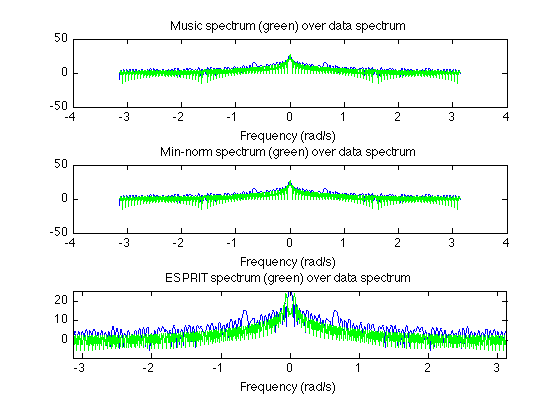 Music spectrum (green) over data spectrum
50
0
-50
-4 -3 -2 -1 0 1 2 3 4
Frequency (rad/s)
Min-norm spectrum (green) over data spectrum
50
0
-50
-4 -3 -2 -1 0 1 2 3 4
Frequency (rad/s)
ESPRIT spectrum (green) over data spectrum
20
10
0
-3 -2 -1 0 1 2 3
Frequency (rad/s)